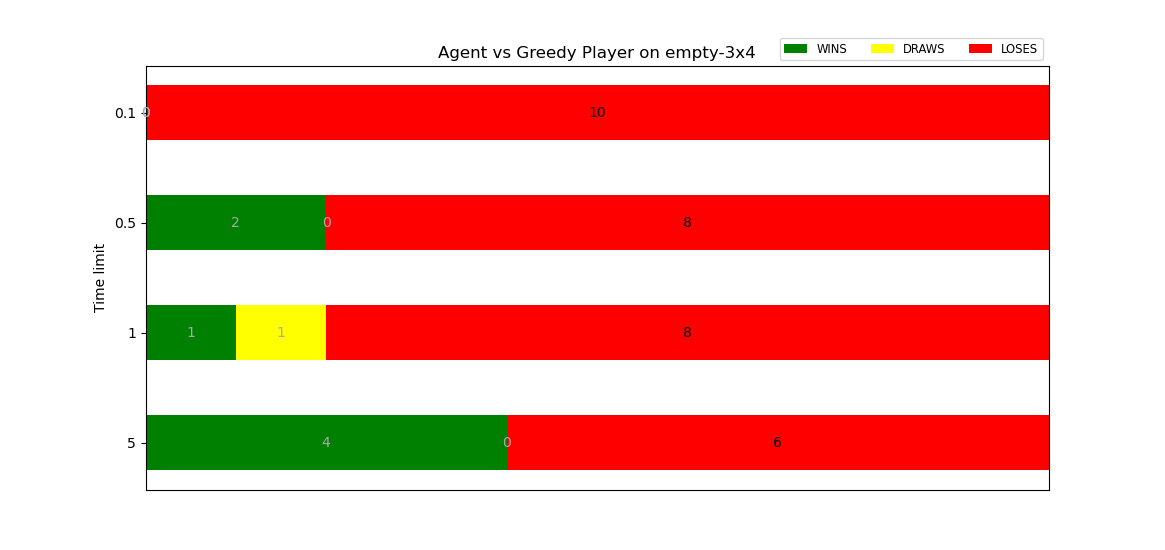 Agent vs Greedy Player on empty-3x4
WINS DRAWS LOSES
0.1 0 10
0.5 2 0 8
Time limit
1 1 1 8
5 4 0 6